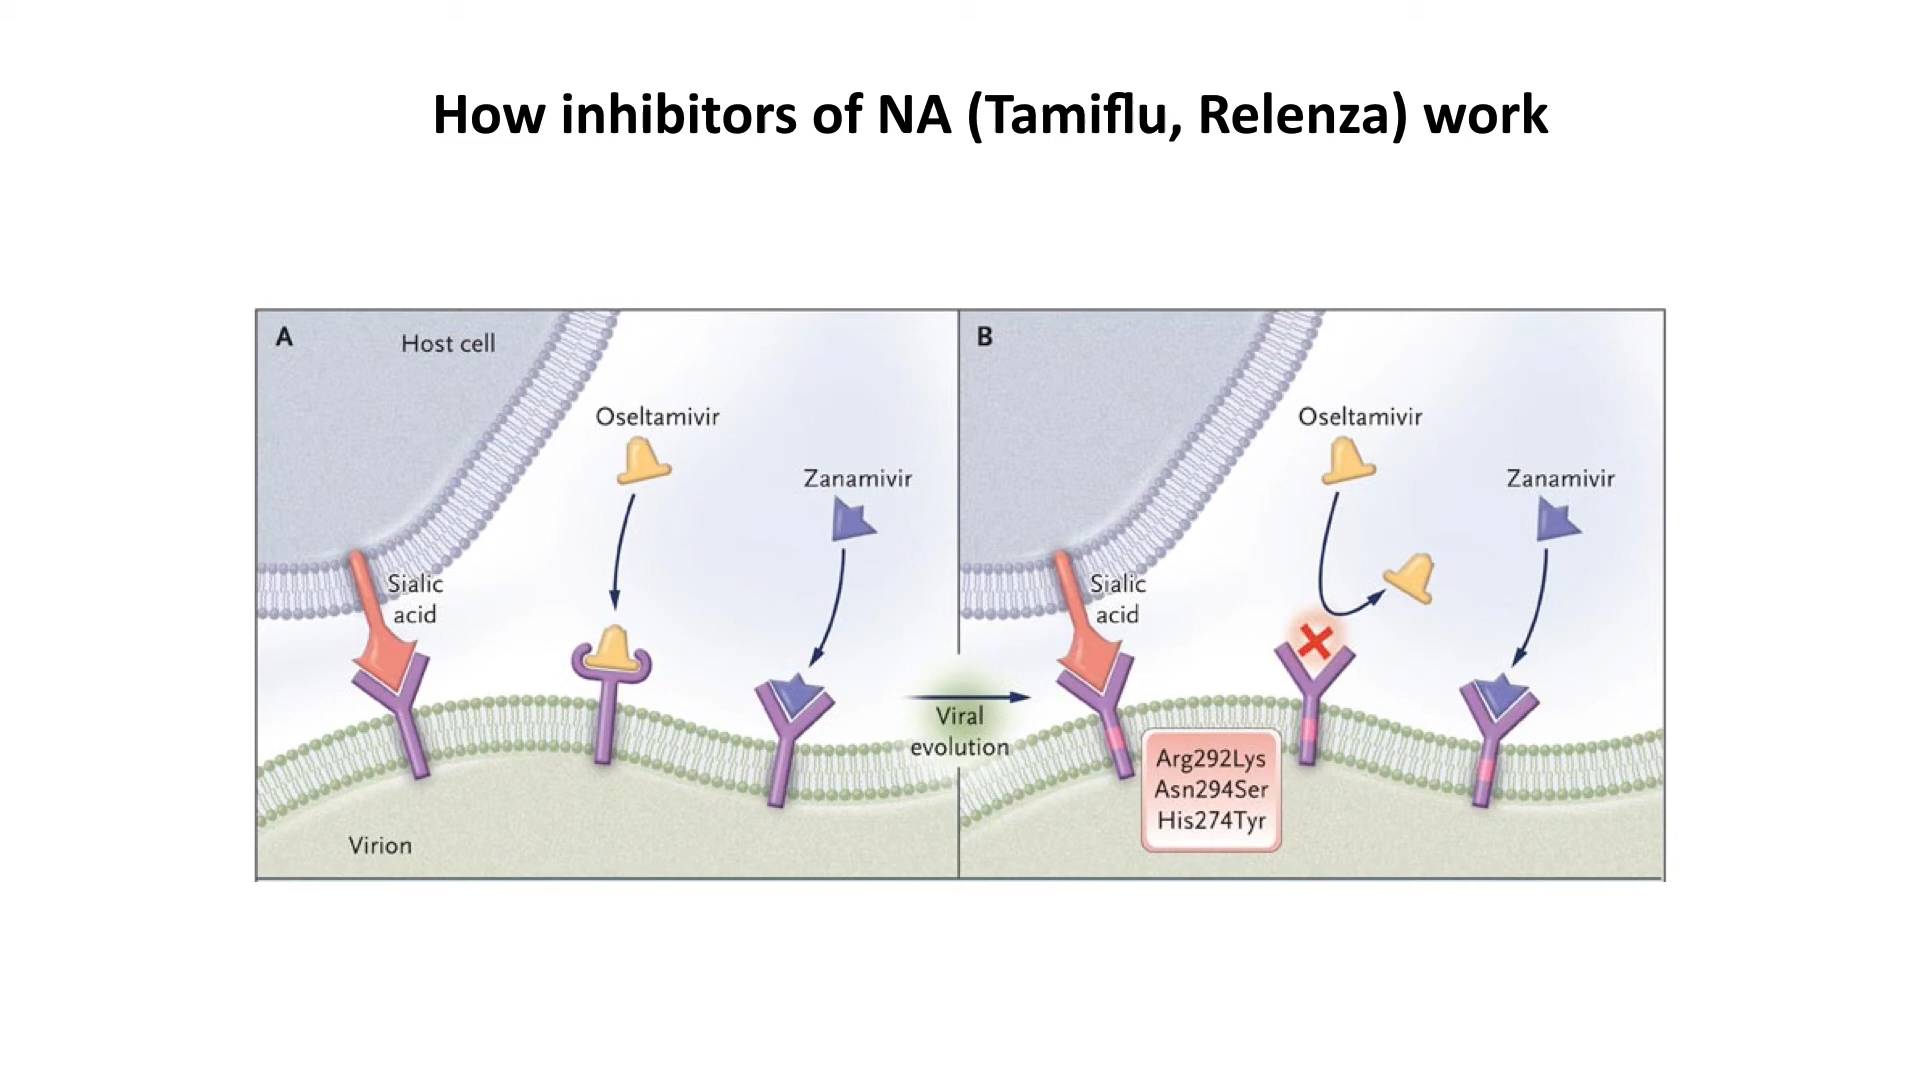 How inhibitors of NA (Tamiflu, Relenza) work
A
Host cell
Oseltamivir
Zanamivir
Sialic
acid
Virion
Viral
evolution
B
Oseltamivir
Zanamivir
Sialic
acid
Arg292Lys
Asn294Ser
His274Tyr